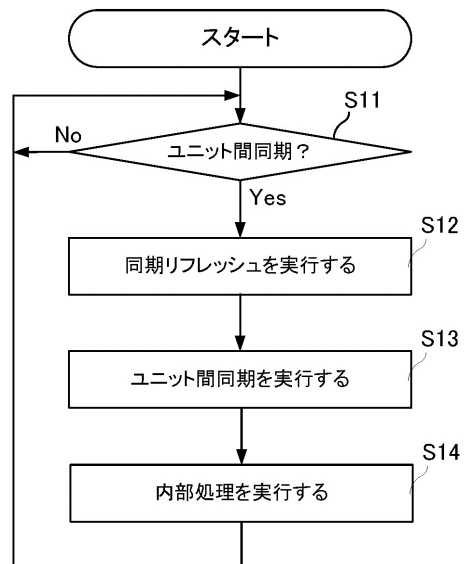 スタート
S11
No
ユニット間同期？
Yes
S12
同期リフレッシュを実行する
S13
ユニット間同期を実行する
S14
内部処理を実行する